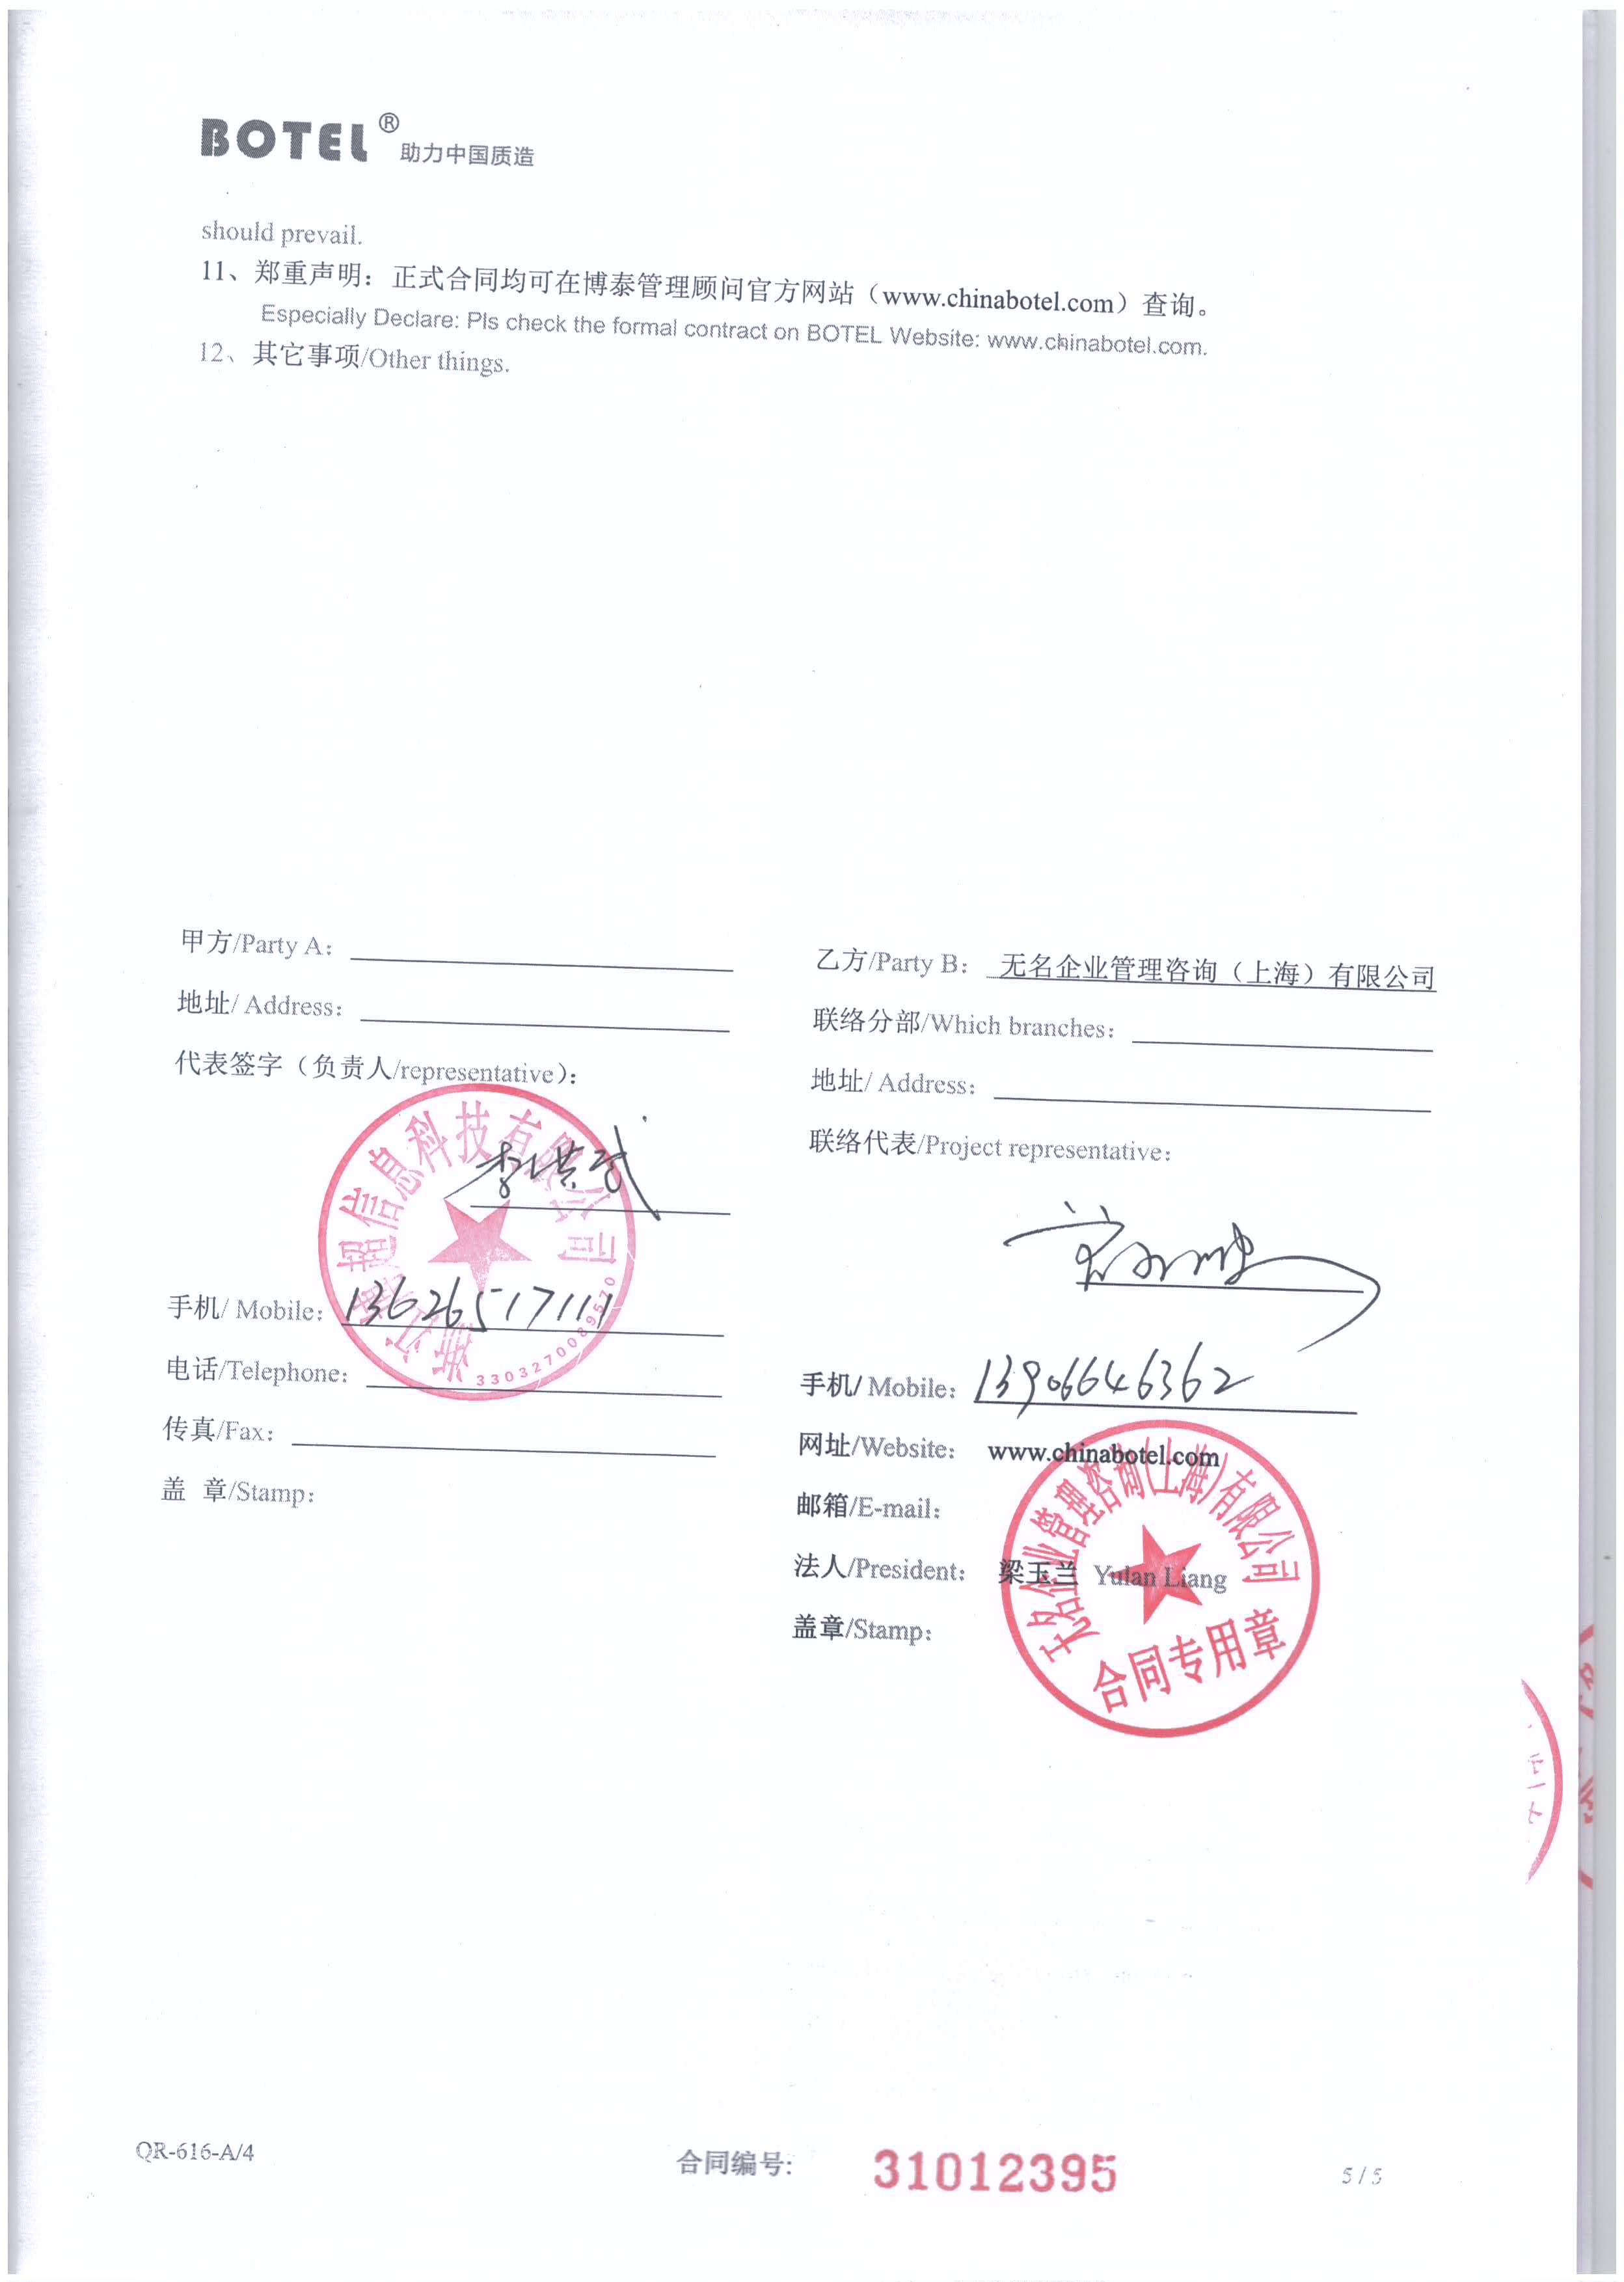 BOTEL® 助力中国质造
should prevail.
11、郑重声明：正式合同均可在博泰管理顾问官方网站（www.chinabotel.com）查询。
Especially Declare: Pls check the formal contract on BOTEL Website: www.chinabotel.com.
12、其它事项/Other things.
甲方/Party A：
地址/ Address：
代表签字（负责人/representative）：
信息科技有限公司
3303270089570
手机/ Mobile：13626517111
电话/Telephone：
传真/Fax：
盖 章/Stamp：
乙方/Party B： 无名企业管理咨询（上海）有限公司
联络分部/Which branches：
地址/ Address：
联络代表/Project representative：
手机/ Mobile：13906646362
网址/Website： www.chinabotel.com
邮箱/E-mail：
法人/President： 梁玉兰 Yulan Liang
盖章/Stamp：
无名企业管理咨询(上海)有限公司
合同专用章
QR-616-A/4
合同编号: 31012395
5 / 5